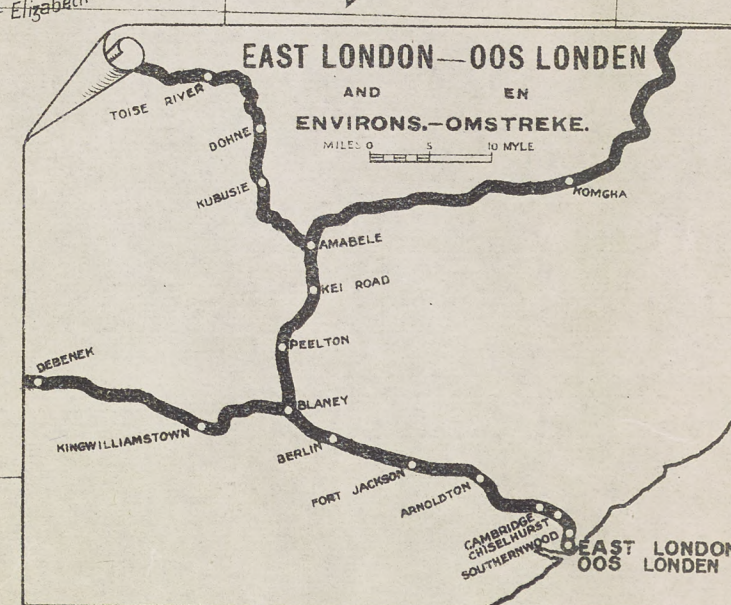 Elizabeth
EAST LONDON—OOS LONDEN
AND EN
ENVIRONS.—OMSTREKE.
MILES 0 5 10 MYLE
TOISE RIVER
DOHNE
KUBUSIE
KOMGHA
AMABELE
KEI ROAD
PEELTON
DEBENEK
BLANEY
KINGWILLIAMSTOWN
BERLIN
FORT JACKSON
ARNOLDTON
CAMBRIDGE
CHISELHURST
SOUTHERNWOOD
EAST LONDON
OOS LONDEN